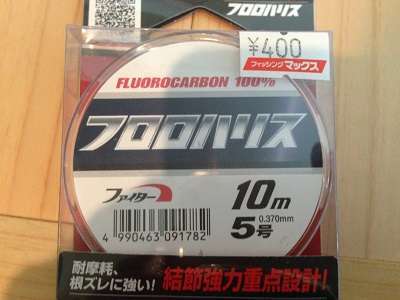 フロロハリス
¥400
フィッシングマックス
FLUOROCARBON 100%
フロロハリス
ファイター
10m
5号
0.370mm
4 990463 091782
耐摩耗、
根ズレに強い!
結節強力重点設計!